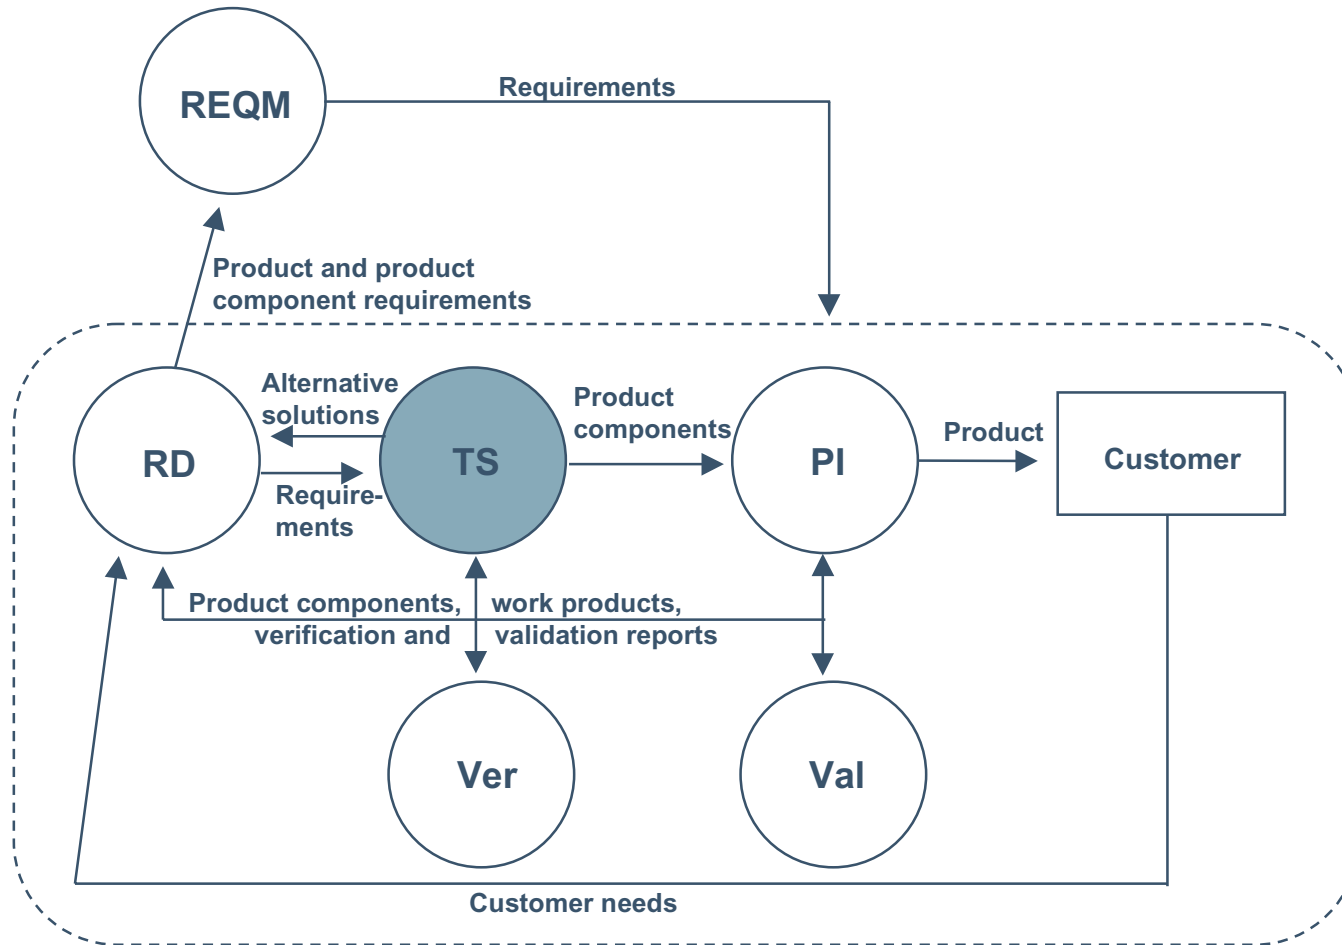 REQM
Requirements
Product and product
component requirements
Alternative
solutions
Product
components
Product
RD
TS
PI
Customer
Require-
ments
Product components, work products,
verification and validation reports
Ver
Val
Customer needs